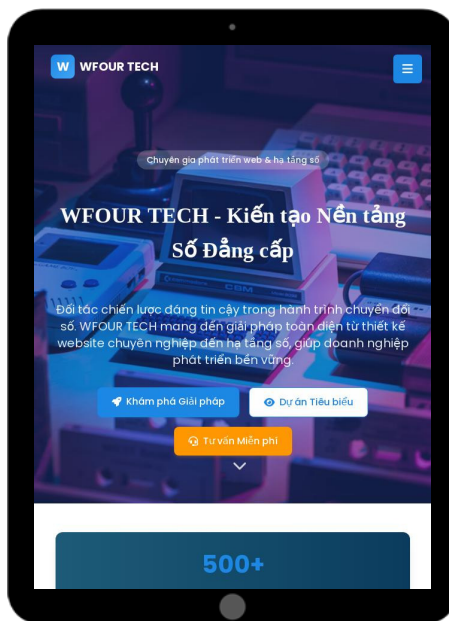 W WFOUR TECH
Chuyên gia phát triển web & hạ tầng số
WFOUR TECH - Kiến tạo Nền tảng
Số Đẳng cấp
Đối tác chiến lược đáng tin cậy trong hành trình chuyển đổi
số. WFOUR TECH mang đến giải pháp toàn diện từ thiết kế
website chuyên nghiệp đến hạ tầng số, giúp doanh nghiệp
phát triển bền vững.
Khám phá Giải pháp
Dự án Tiêu biểu
Tư vấn Miễn phí
500+